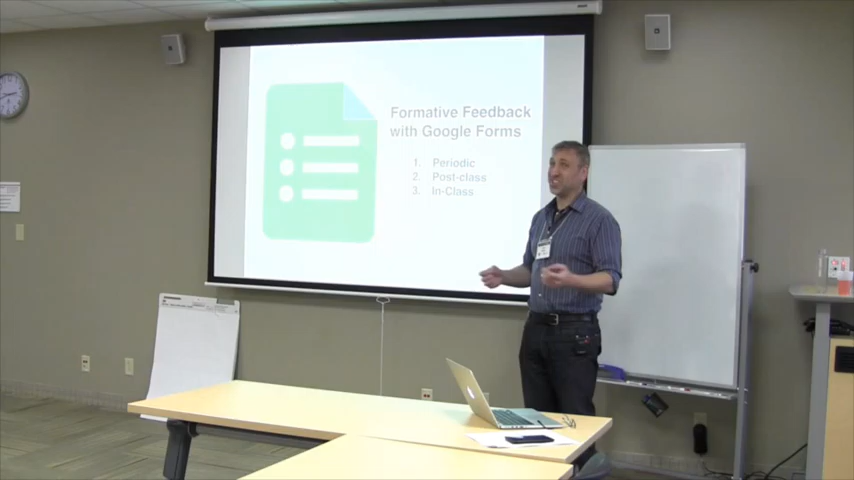 Formative Feedback
with Google Forms
1. Periodic
2. Post-class
3. In-Class